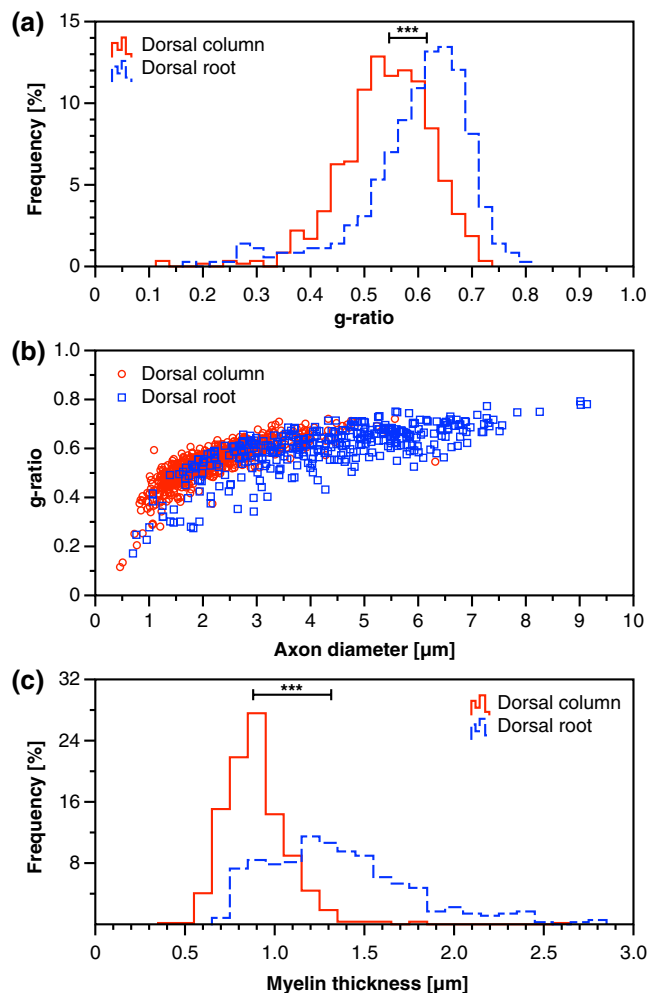 (a)
15
10
5
0
Frequency [%]
***
Dorsal column
Dorsal root
0 0.1 0.2 0.3 0.4 0.5 0.6 0.7 0.8 0.9 1.0
g-ratio
(b)
1.0
0.8
0.6
0.4
0.2
0
g-ratio
Dorsal column
Dorsal root
0 1 2 3 4 5 6 7 8 9 10
Axon diameter [µm]
(c)
32
24
16
8
Frequency [%]
***
Dorsal column
Dorsal root
0 0.5 1.0 1.5 2.0 2.5 3.0
Myelin thickness [µm]